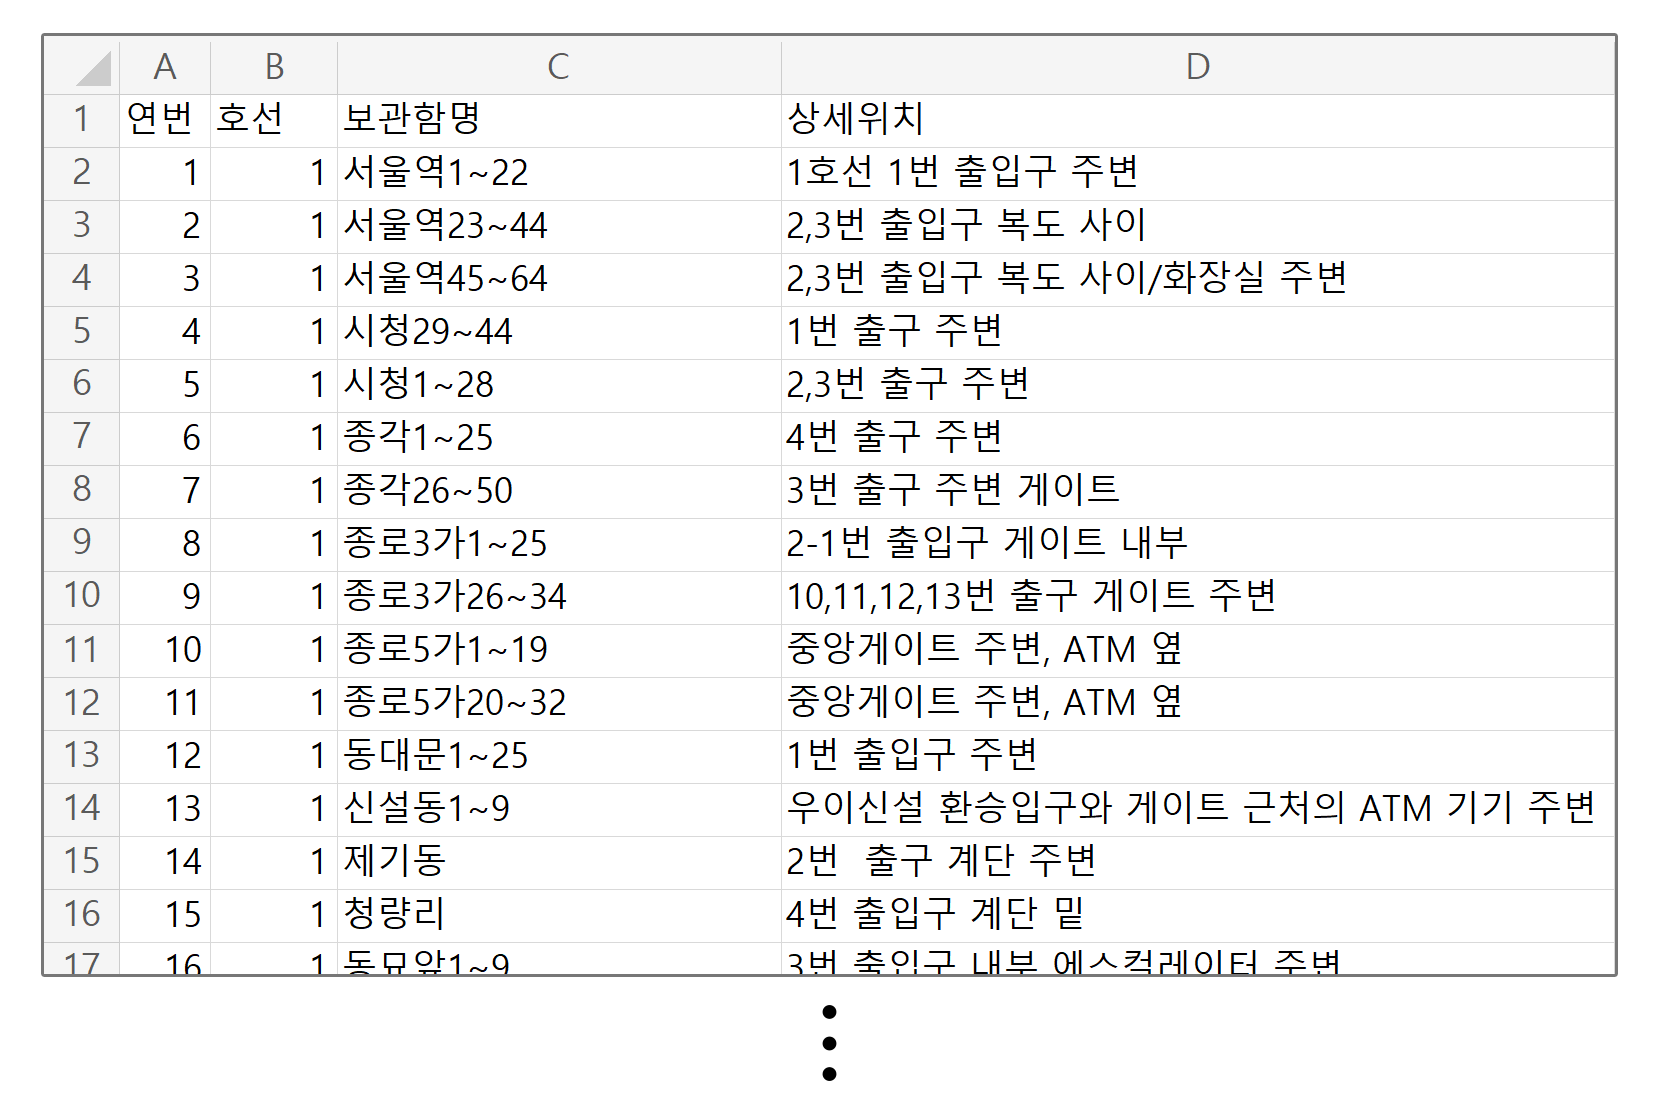 A B C D
1 연번 호선 보관함명 상세위치
2 1 1 서울역1~22 1호선 1번 출입구 주변
3 2 1 서울역23~44 2,3번 출입구 복도 사이
4 3 1 서울역45~64 2,3번 출입구 복도 사이/화장실 주변
5 4 1 시청29~44 1번 출구 주변
6 5 1 시청1~28 2,3번 출구 주변
7 6 1 종각1~25 4번 출구 주변
8 7 1 종각26~50 3번 출구 주변 게이트
9 8 1 종로3가1~25 2-1번 출입구 게이트 내부
10 9 1 종로3가26~34 10,11,12,13번 출구 게이트 주변
11 10 1 종로5가1~19 중앙게이트 주변, ATM 옆
12 11 1 종로5가20~32 중앙게이트 주변, ATM 옆
13 12 1 동대문1~25 1번 출입구 주변
14 13 1 신설동1~9 우이신설 환승입구와 게이트 근처의 ATM 기기 주변
15 14 1 제기동 2번  출구 계단 주변
16 15 1 청량리 4번 출입구 계단 밑
17 16 1 동묘앞1~9 3번 출입구 내부 에스컬레이터 주변